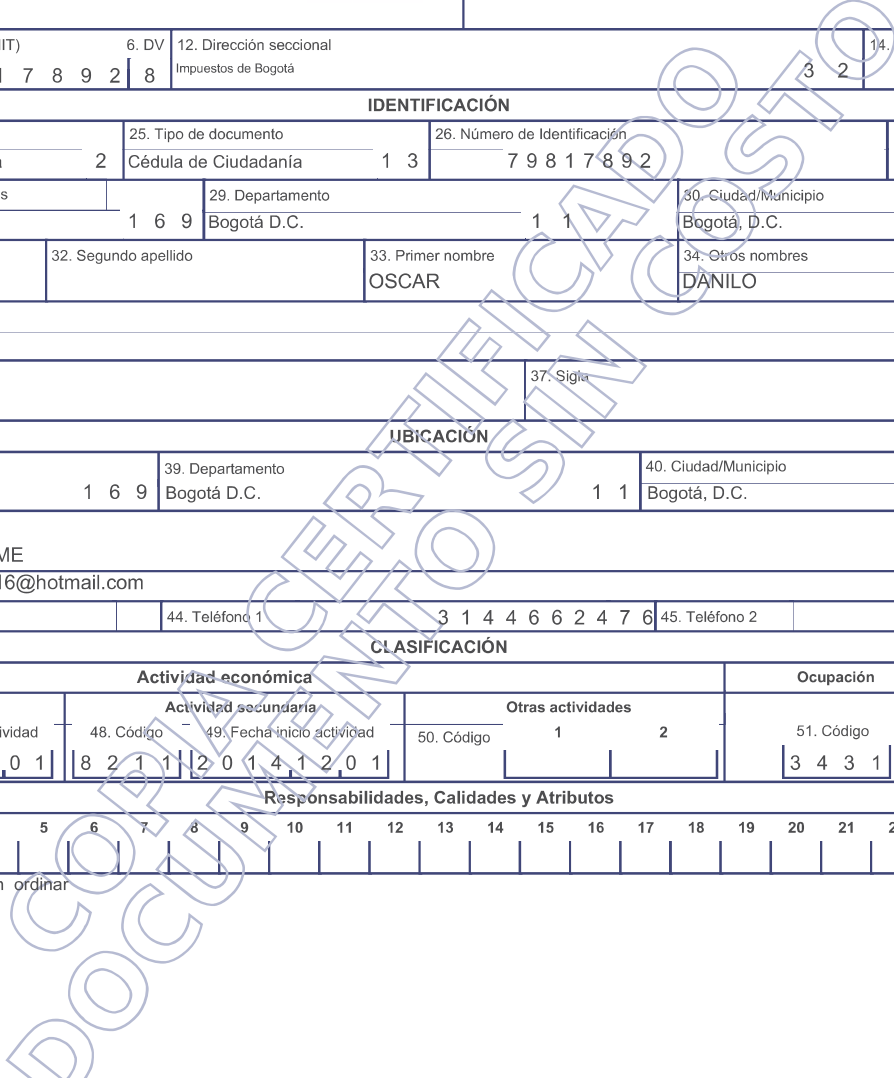 IT) 6. DV 12. Dirección seccional 14.
1 7 8 9 2 8 Impuestos de Bogotá 3 2
IDENTIFICACIÓN
25. Tipo de documento 26. Número de Identificación
a 2 Cédula de Ciudadanía 1 3 7 9 8 1 7 8 9 2
s 29. Departamento 30. Ciudad/Municipio
1 6 9 Bogotá D.C. 1 1 Bogotá, D.C.
32. Segundo apellido 33. Primer nombre 34. Otros nombres
OSCAR DANILO
37. Sigla
UBICACIÓN
39. Departamento 40. Ciudad/Municipio
1 6 9 Bogotá D.C. 1 1 Bogotá, D.C.
ME
16@hotmail.com
44. Teléfono 1 3 1 4 4 6 6 2 4 7 6 45. Teléfono 2
CLASIFICACIÓN
Actividad económica Ocupación
Actividad secundaria Otras actividades
ividad 48. Código 49. Fecha inicio actividad 50. Código 1 2 51. Código
0 1 8 2 1 1 2 0 1 4 1 2 0 1 3 4 3 1
Responsabilidades, Calidades y Atributos
5 6 7 8 9 10 11 12 13 14 15 16 17 18 19 20 21 2
n ordinar
COPIA CERTIFICADO
DOCUMENTO SIN COSTO